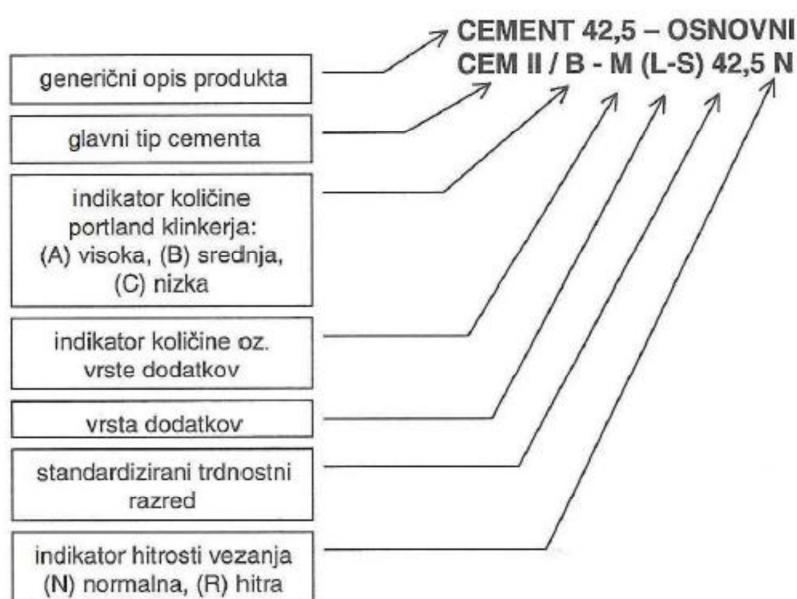 CEMENT 42,5 – OSNOVNI
CEM II / B - M (L-S) 42,5 N
generični opis produkta
glavni tip cementa
indikator količine
portland klinkerja:
(A) visoka, (B) srednja,
(C) nizka
indikator količine oz.
vrste dodatkov
vrsta dodatkov
standardizirani trdnostni
razred
indikator hitrosti vezanja
(N) normalna, (R) hitra